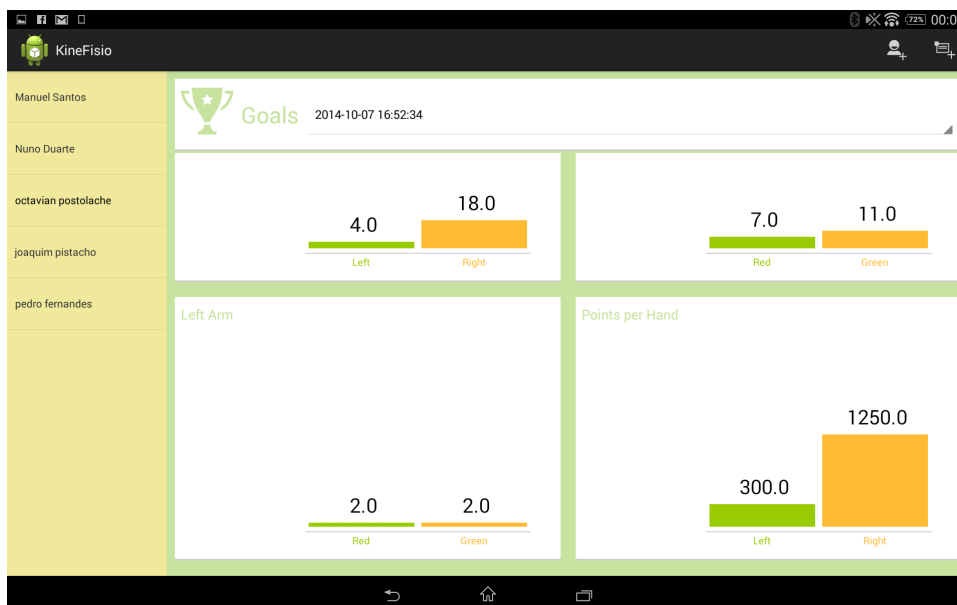 72% 00:0
KineFisio
Manuel Santos
Nuno Duarte
octavian postolache
joaquim pistacho
pedro fernandes
Goals 2014-10-07 16:52:34
4.0 18.0
Left Right
7.0 11.0
Red Green
Left Arm
2.0 2.0
Red Green
Points per Hand
300.0 1250.0
Left Right